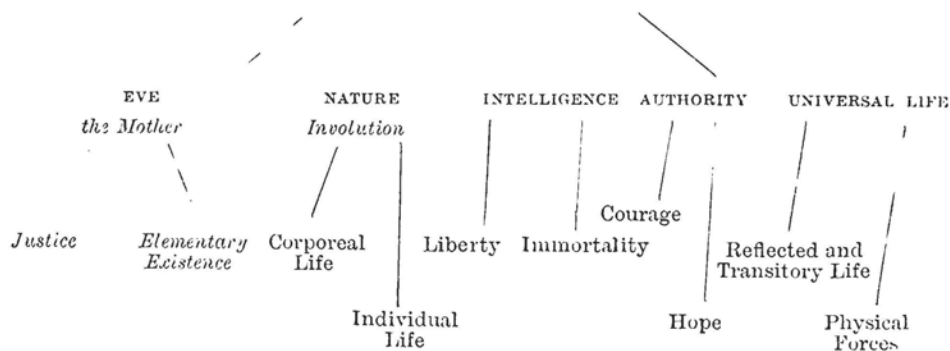 EVE NATURE INTELLIGENCE AUTHORITY UNIVERSAL LIFE
the Mother Involution
Courage
Justice Elementary Existence Corporeal Life Liberty Immortality Reflected and Transitory Life
Individual Life Hope Physical Forces